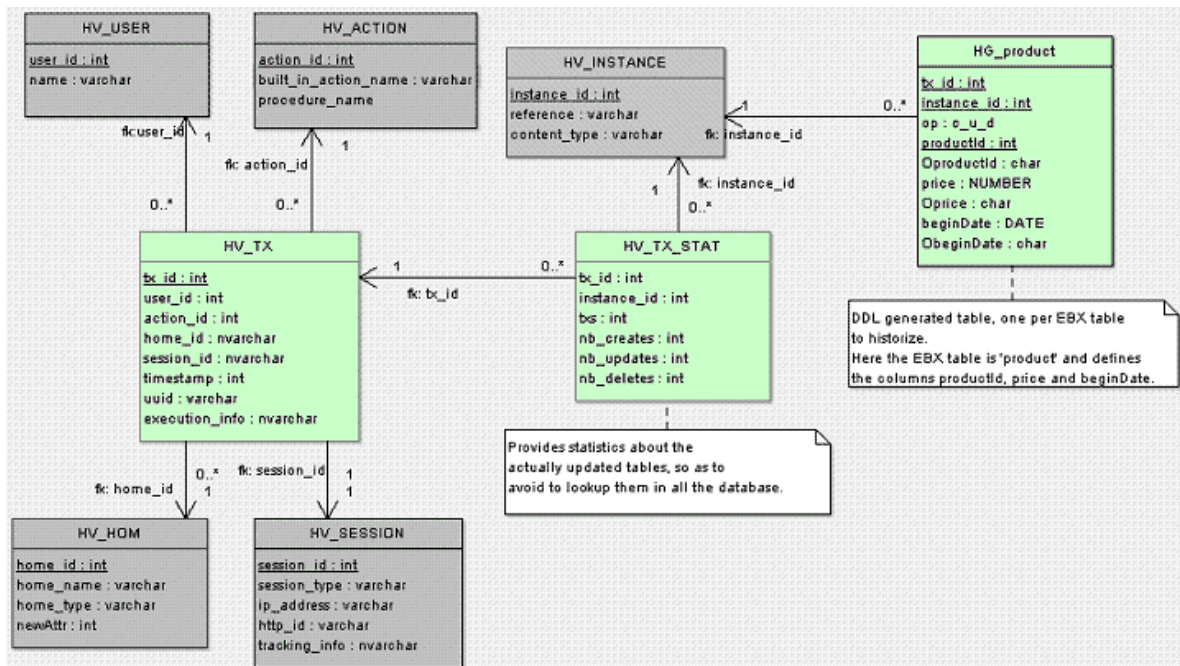 HV_USER
user_id : int
name : varchar
HV_ACTION
action_id : int
built_in_action_name : varchar
procedure_name
HV_INSTANCE
instance_id : int
reference : varchar
content_type : varchar
HG_product
tx_id : int
instance_id : int
op : c_u_d
productId : int
OproductId : char
price : NUMBER
Oprice : char
beginDate : DATE
ObeginDate : char
1
0..*
fk: instance_id
fk:user_id
1
1
fk: action_id
0..*
0..*
fk: instance_id
1
0..*
HV_TX
tx_id : int
user_id : int
action_id : int
home_id : nvarchar
session_id : nvarchar
timestamp : int
uuid : varchar
execution_info : nvarchar
1
0..*
fk: tx_id
HV_TX_STAT
tx_id : int
instance_id : int
txs : int
nb_creates : int
nb_updates : int
nb_deletes : int
DDL generated table, one per EBX table
to historize.
Here the EBX table is 'product' and defines
the columns productId, price and beginDate.
Provides statistics about the
actually updated tables, so as to
avoid to lookup them in all the database.
0..*
fk: session_id
1
fk: home_id
1
1
HV_HOM
home_id : int
home_name : varchar
home_type : varchar
newAttr : int
HV_SESSION
session_id : int
session_type : varchar
ip_address : varchar
http_id : varchar
tracking_info : nvarchar